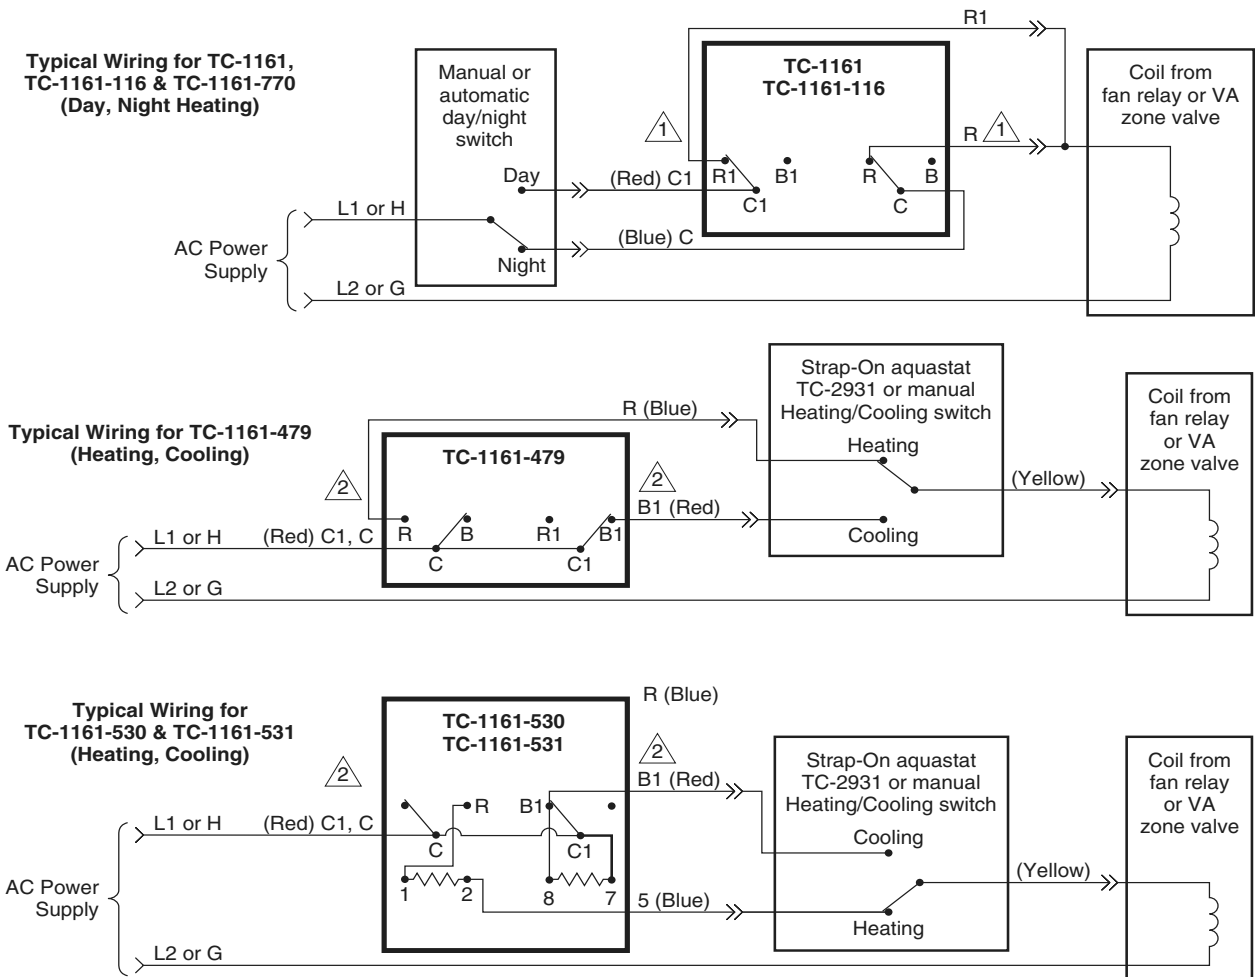 Typical Wiring for TC-1161,
TC-1161-116 & TC-1161-770
(Day, Night Heating)
Manual or
automatic
day/night
switch
Day
Night
L1 or H
AC Power
Supply
L2 or G
(Red) C1
(Blue) C
1
R1
TC-1161
TC-1161-116
R1
B1
C1
R
B
C
R
1
Coil from
fan relay or VA
zone valve
Typical Wiring for TC-1161-479
(Heating, Cooling)
R (Blue)
2
TC-1161-479
2
B1 (Red)
R
B
R1
B1
C
C1
L1 or H
(Red) C1, C
AC Power
Supply
L2 or G
Strap-On aquastat
TC-2931 or manual
Heating/Cooling switch
Heating
Cooling
(Yellow)
Coil from
fan relay
or VA
zone valve
Typical Wiring for
TC-1161-530 & TC-1161-531
(Heating, Cooling)
R (Blue)
TC-1161-530
TC-1161-531
2
2
B1 (Red)
R
B1
C
C1
1
2
8
7
5 (Blue)
L1 or H
(Red) C1, C
AC Power
Supply
L2 or G
Strap-On aquastat
TC-2931 or manual
Heating/Cooling switch
Cooling
Heating
(Yellow)
Coil from
fan relay
or VA
zone valve